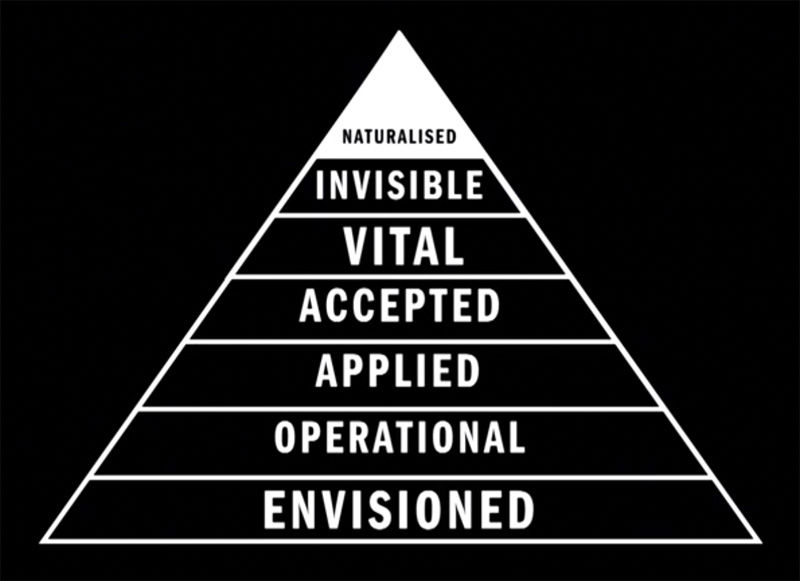 NATURALISED
INVISIBLE
VITAL
ACCEPTED
APPLIED
OPERATIONAL
ENVISIONED